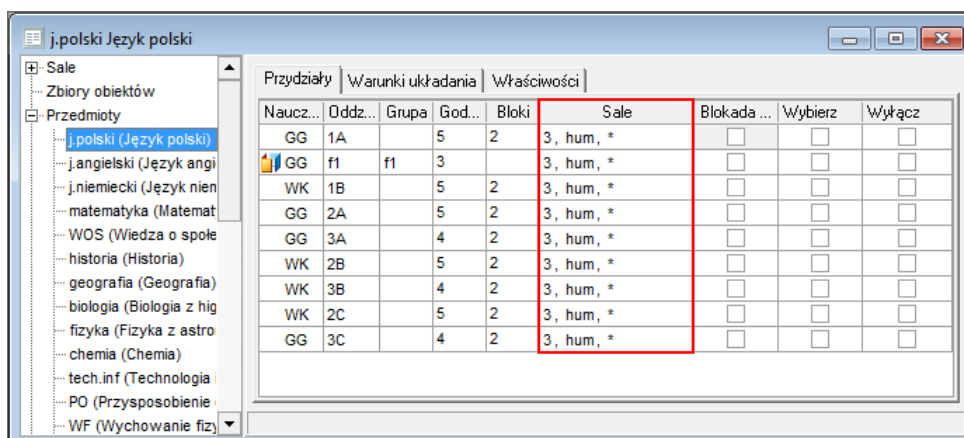 j.polski Język polski
Sale
Zbiory obiektów
Przedmioty
j.polski (Język polski)
j.angielski (Język angi
j.niemiecki (Język nien
matematyka (Matemat
WOS (Wiedza o społe
historia (Historia)
geografia (Geografia)
biologia (Biologia z hig
fizyka (Fizyka z astro
chemia (Chemia)
tech.inf (Technologia i
PO (Przysposobienie
WF (Wychowanie fizy
Przydziały Warunki układania Właściwości
Naucz... Oddz... Grupa God... Bloki Sale Blokada ... Wybierz Wyłącz
GG 1A 5 2 3, hum, *
GG f1 f1 3 3, hum, *
WK 1B 5 2 3, hum, *
GG 2A 5 2 3, hum, *
GG 3A 4 2 3, hum, *
WK 2B 5 2 3, hum, *
WK 3B 4 2 3, hum, *
WK 2C 5 2 3, hum, *
GG 3C 4 2 3, hum, *